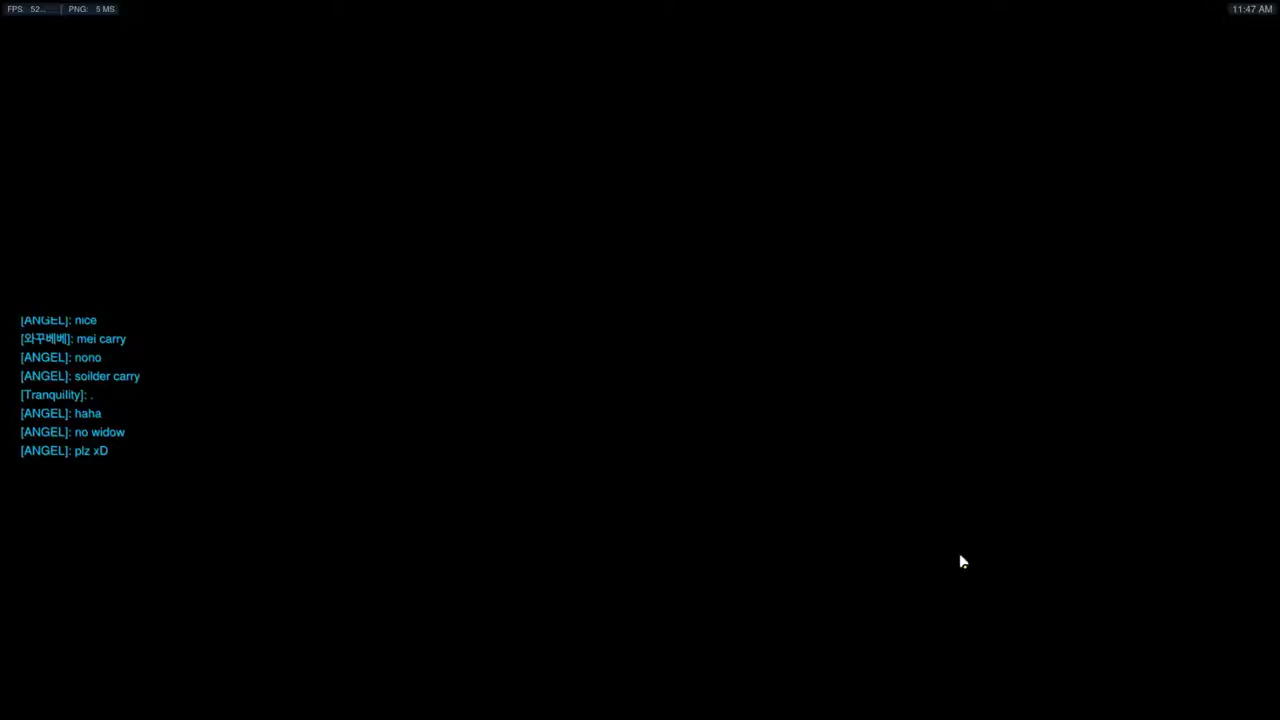 FPS: 52... | PNG: 5 MS
11:47 AM
[ANGEL]: nice
[와꾸베베]: mei carry
[ANGEL]: nono
[ANGEL]: soilder carry
[Tranquility]: .
[ANGEL]: haha
[ANGEL]: no widow
[ANGEL]: plz xD